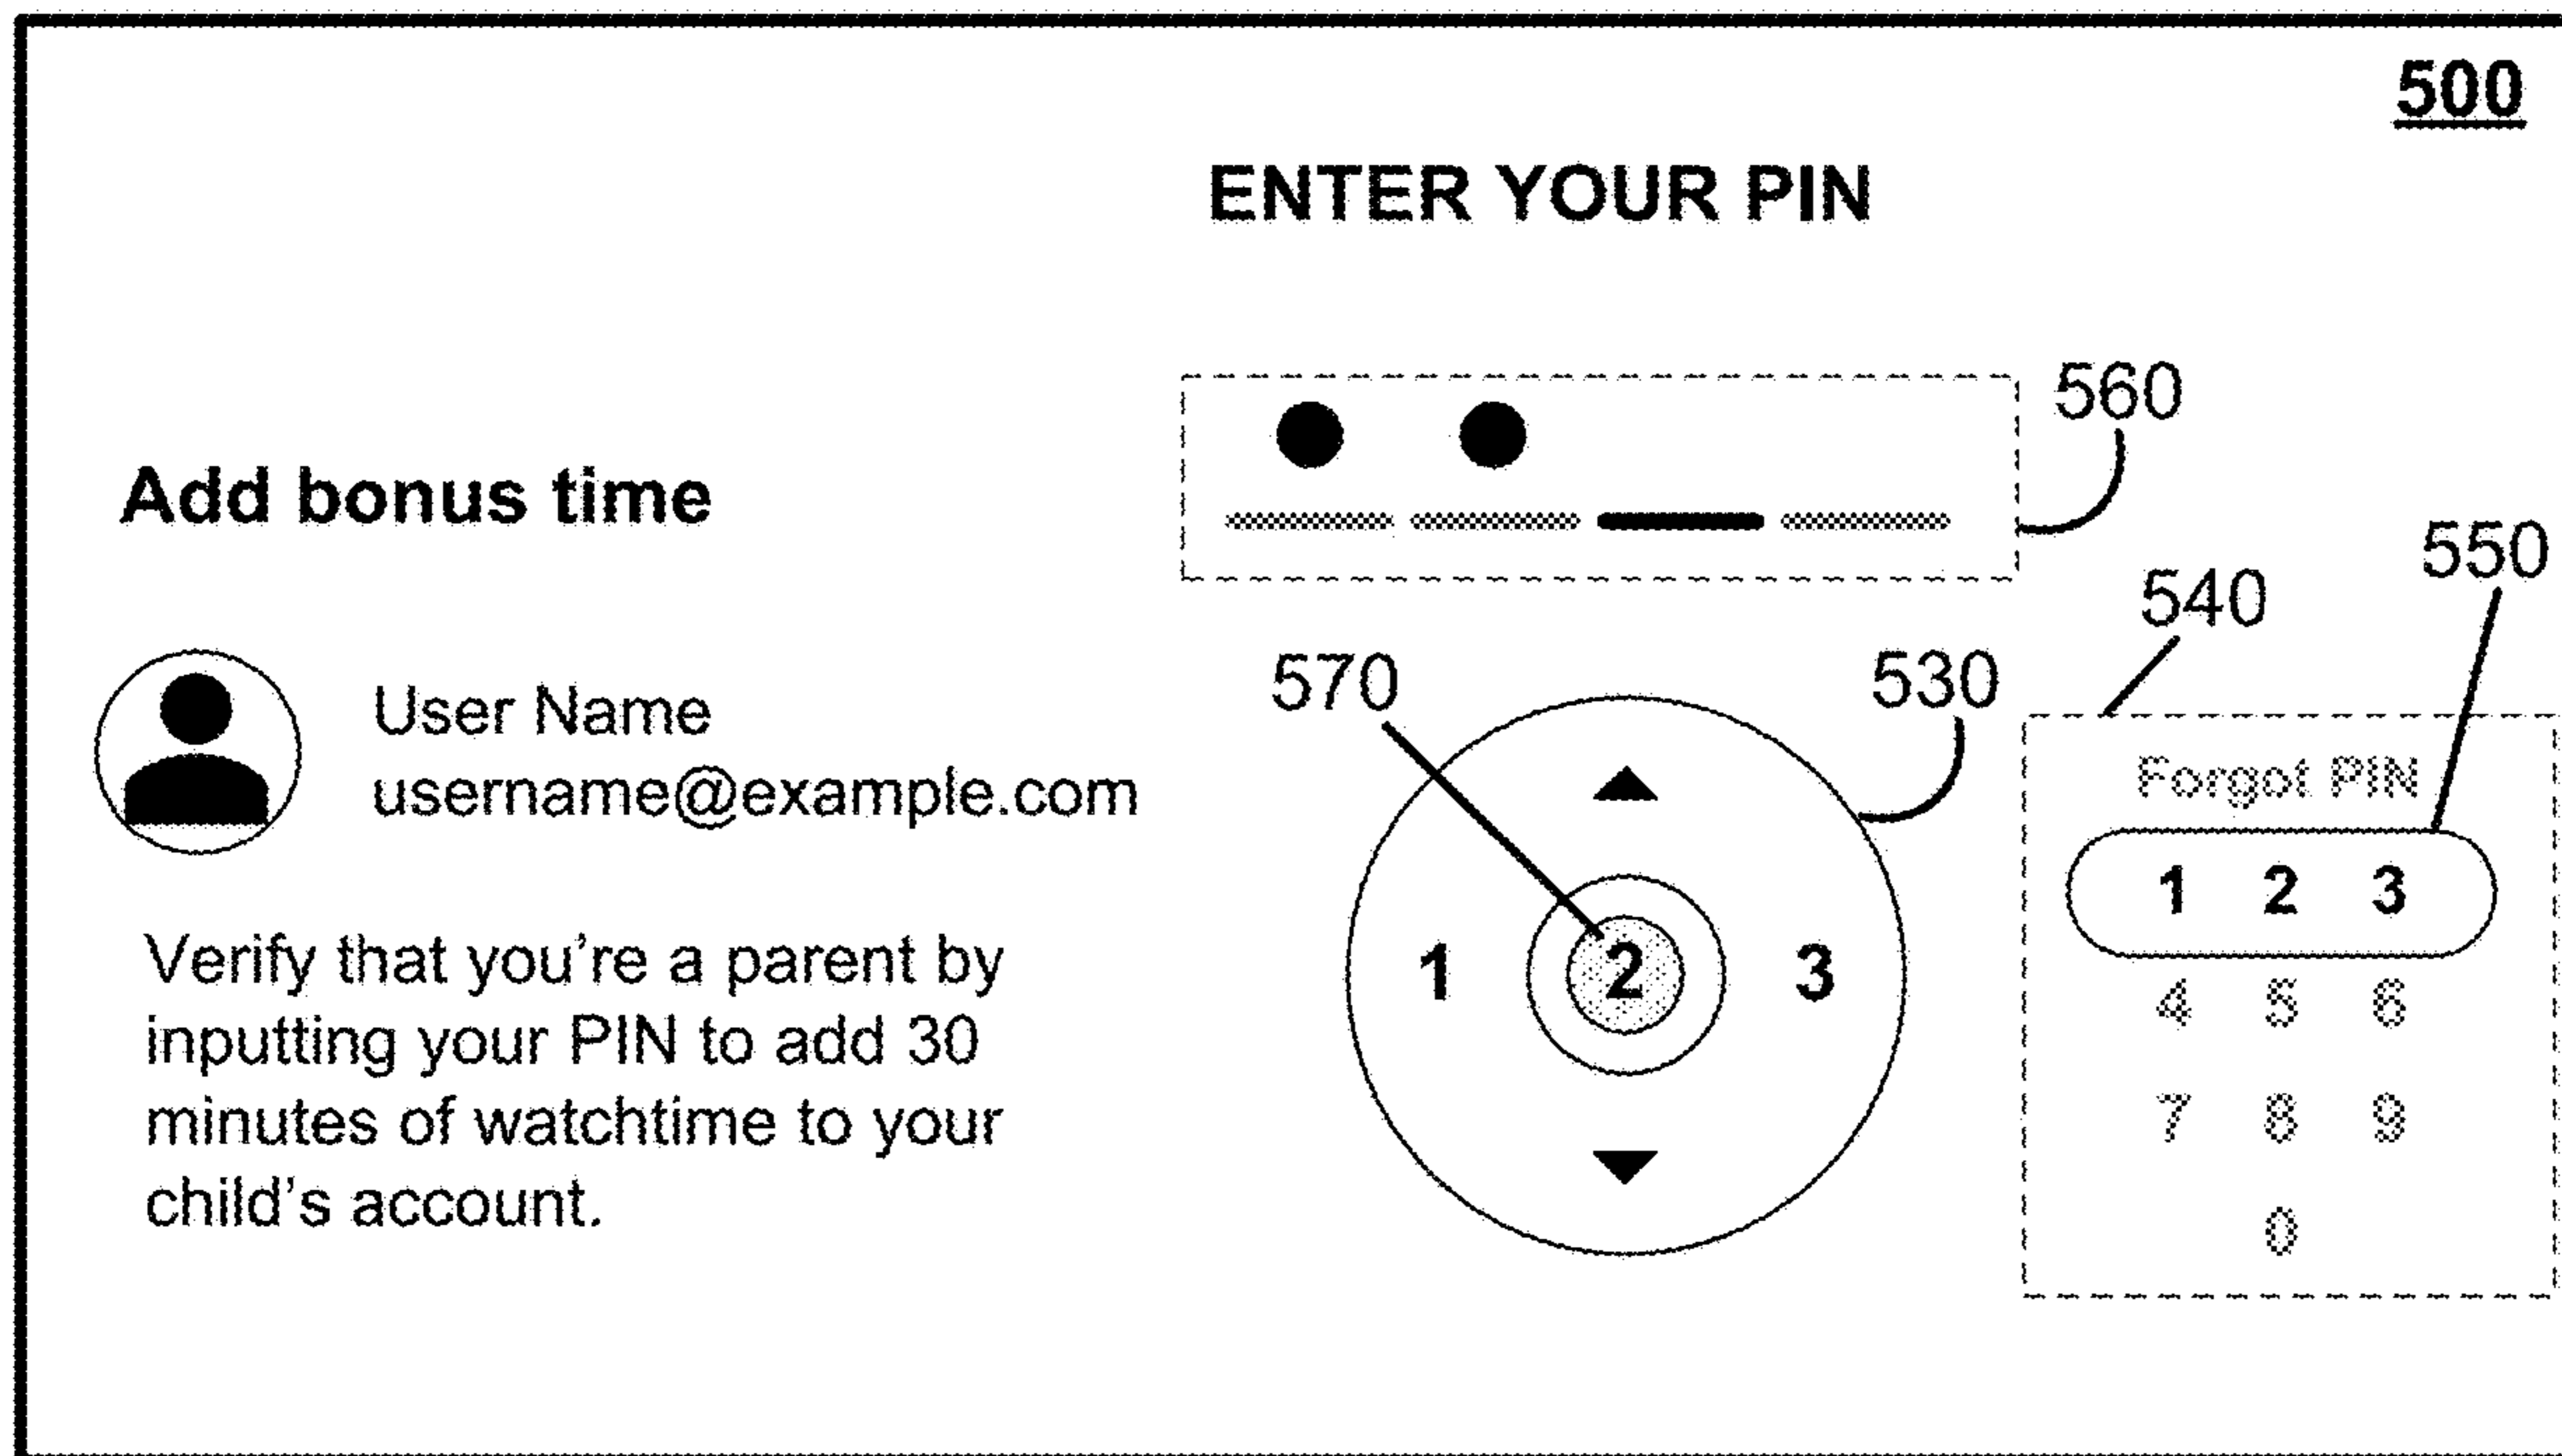 500
ENTER YOUR PIN
560
Add bonus time
550
540
570
530
User Name
username@example.com
Forgot PIN
1 2 3
1 2 3
4 5 6
7 8 9
0
Verify that you're a parent by
inputting your PIN to add 30
minutes of watchtime to your
child's account.